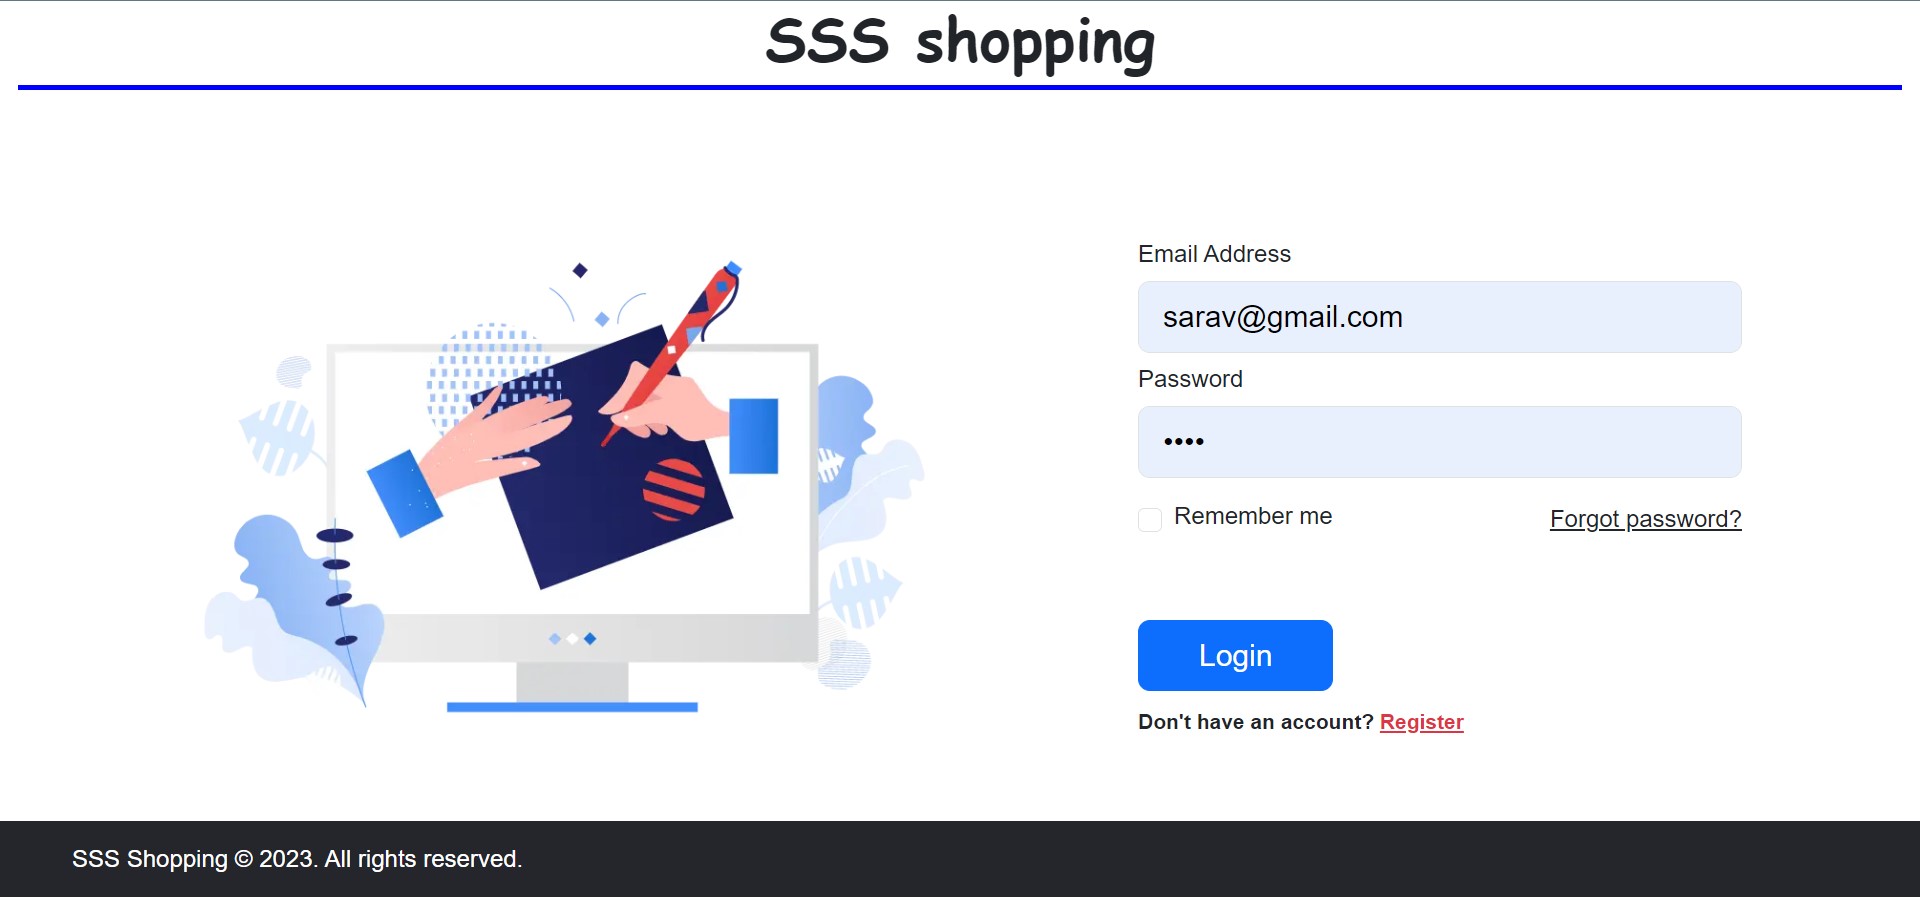 SSS shopping
Email Address
sarav@gmail.com
Password
••••
Remember me
Forgot password?
Login
Don't have an account? Register
SSS Shopping © 2023. All rights reserved.